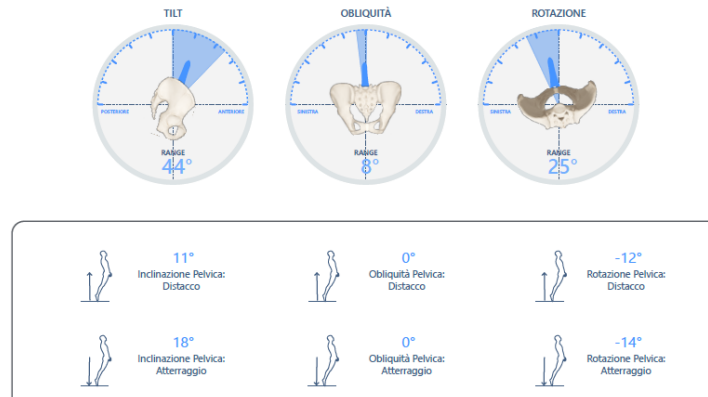 TILT
OBLIQUITÀ
ROTAZIONE
POSTERIORE
ANTERIORE
SINISTRA
DESTRA
SINISTRA
DESTRA
RANGE
44°
RANGE
8°
RANGE
25°
11°
Inclinazione Pelvica:
Distacco
0°
Obliquità Pelvica:
Distacco
-12°
Rotazione Pelvica:
Distacco
18°
Inclinazione Pelvica:
Atterraggio
0°
Obliquità Pelvica:
Atterraggio
-14°
Rotazione Pelvica:
Atterraggio